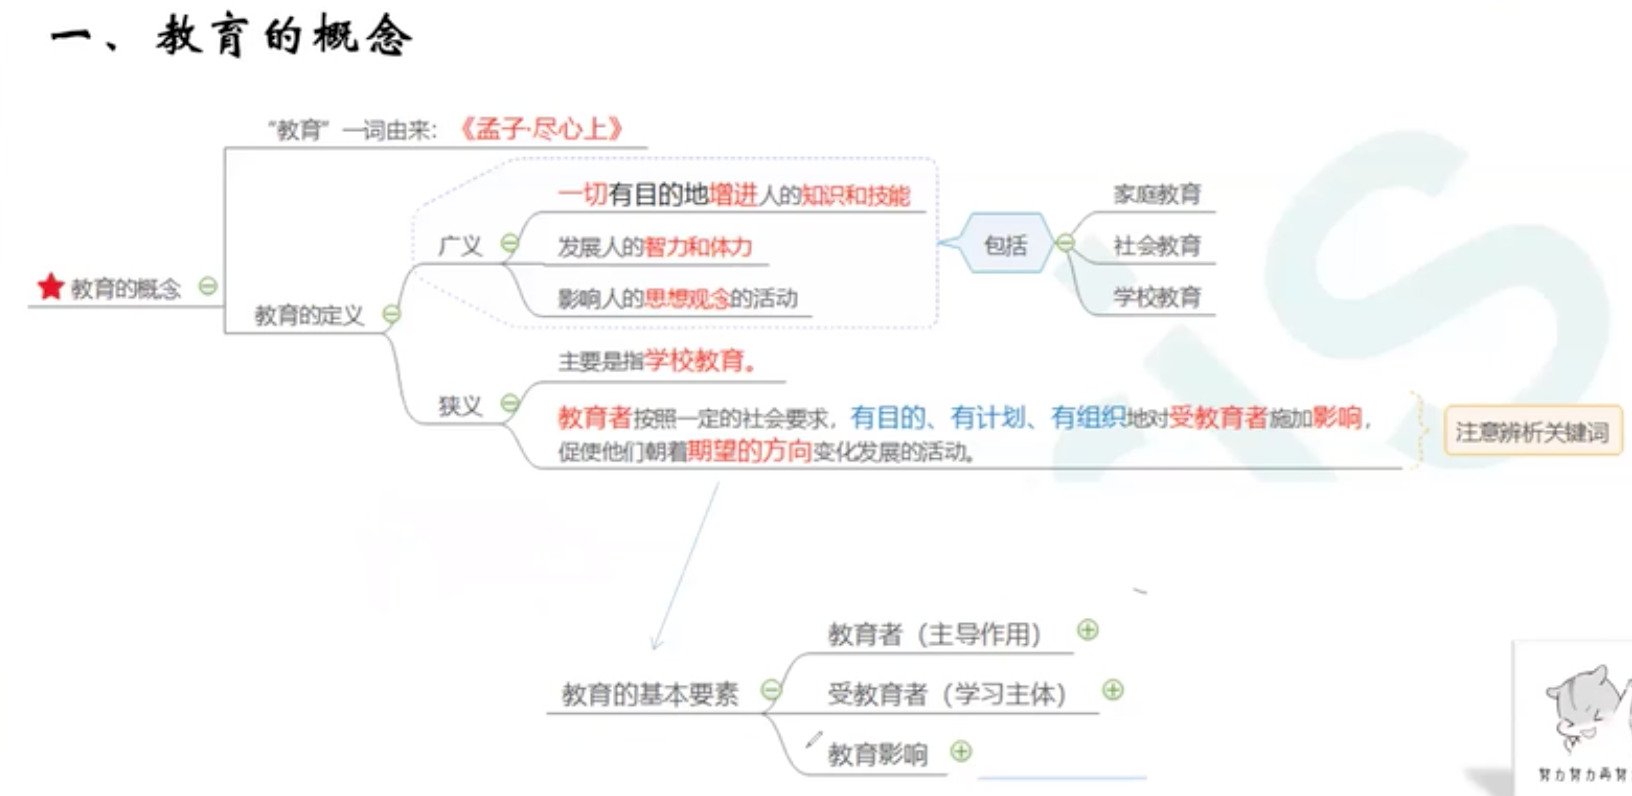 一、教育的概念
“教育”一词由来：《孟子·尽心上》
一切有目的地增进人的知识和技能
家庭教育
广义
发展人的智力和体力
包括
社会教育
影响人的思想观念的活动
学校教育
教育的概念
教育的定义
主要是指学校教育。
狭义
教育者按照一定的社会要求，有目的、有计划、有组织地对受教育者施加影响，
促使他们朝着期望的方向变化发展的活动。
注意辨析关键词
教育者（主导作用）
教育的基本要素
受教育者（学习主体）
教育影响
努力努力再努